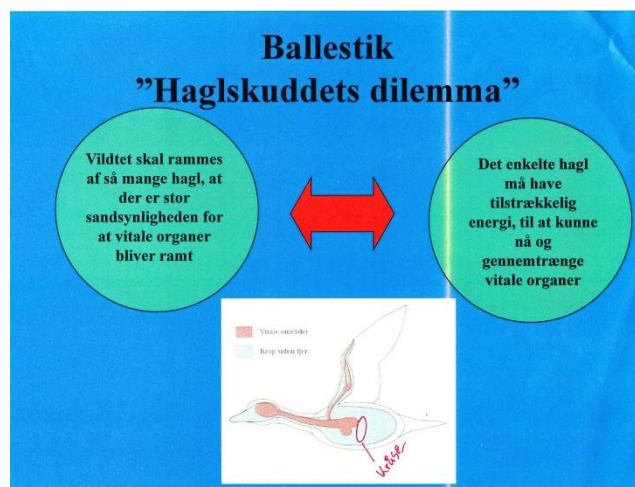 Ballestik
"Haglskuddets dilemma"
Vildtet skal rammes
af så mange hagl, at
der er stor
sandsynligheden for
at vitale organer
bliver ramt
Det enkelte hagl
må have
tilstrækkelig
energi, til at kunne
nå og
gennemtrænge
vitale organer
Vitale områder
Krop uden fjer
Kråse